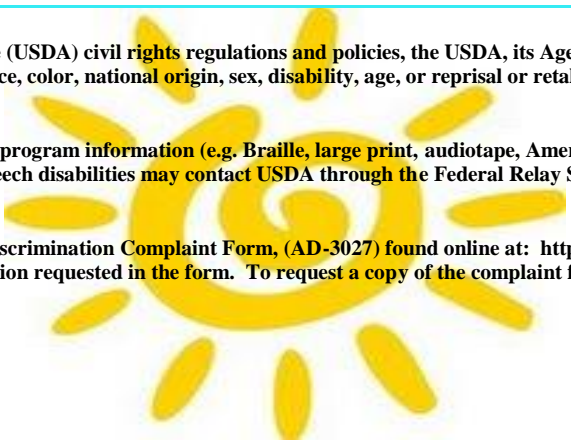 (USDA) civil rights regulations and policies, the USDA, its Age
ce, color, national origin, sex, disability, age, or reprisal or retal
program information (e.g. Braille, large print, audiotape, Amer
eech disabilities may contact USDA through the Federal Relay S
scrimination Complaint Form, (AD-3027) found online at: http
ion requested in the form. To request a copy of the complaint f